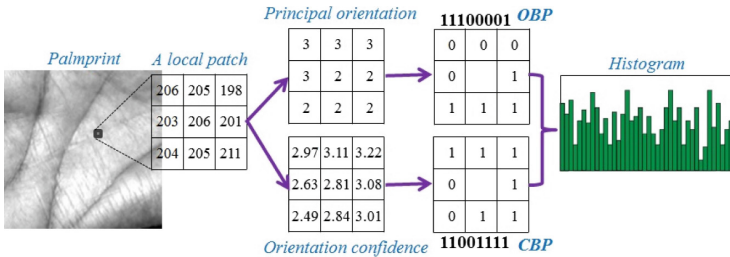 Principal orientation
11100001 OBP
Palmprint
A local patch
3 3 3
3 2 2
2 2 2
0 0 0
0 1
1 1 1
Histogram
206 205 198
203 206 201
204 205 211
2.97 3.11 3.22
2.63 2.81 3.08
2.49 2.84 3.01
1 1 1
0 1
0 1 1
Orientation confidence
11001111 CBP